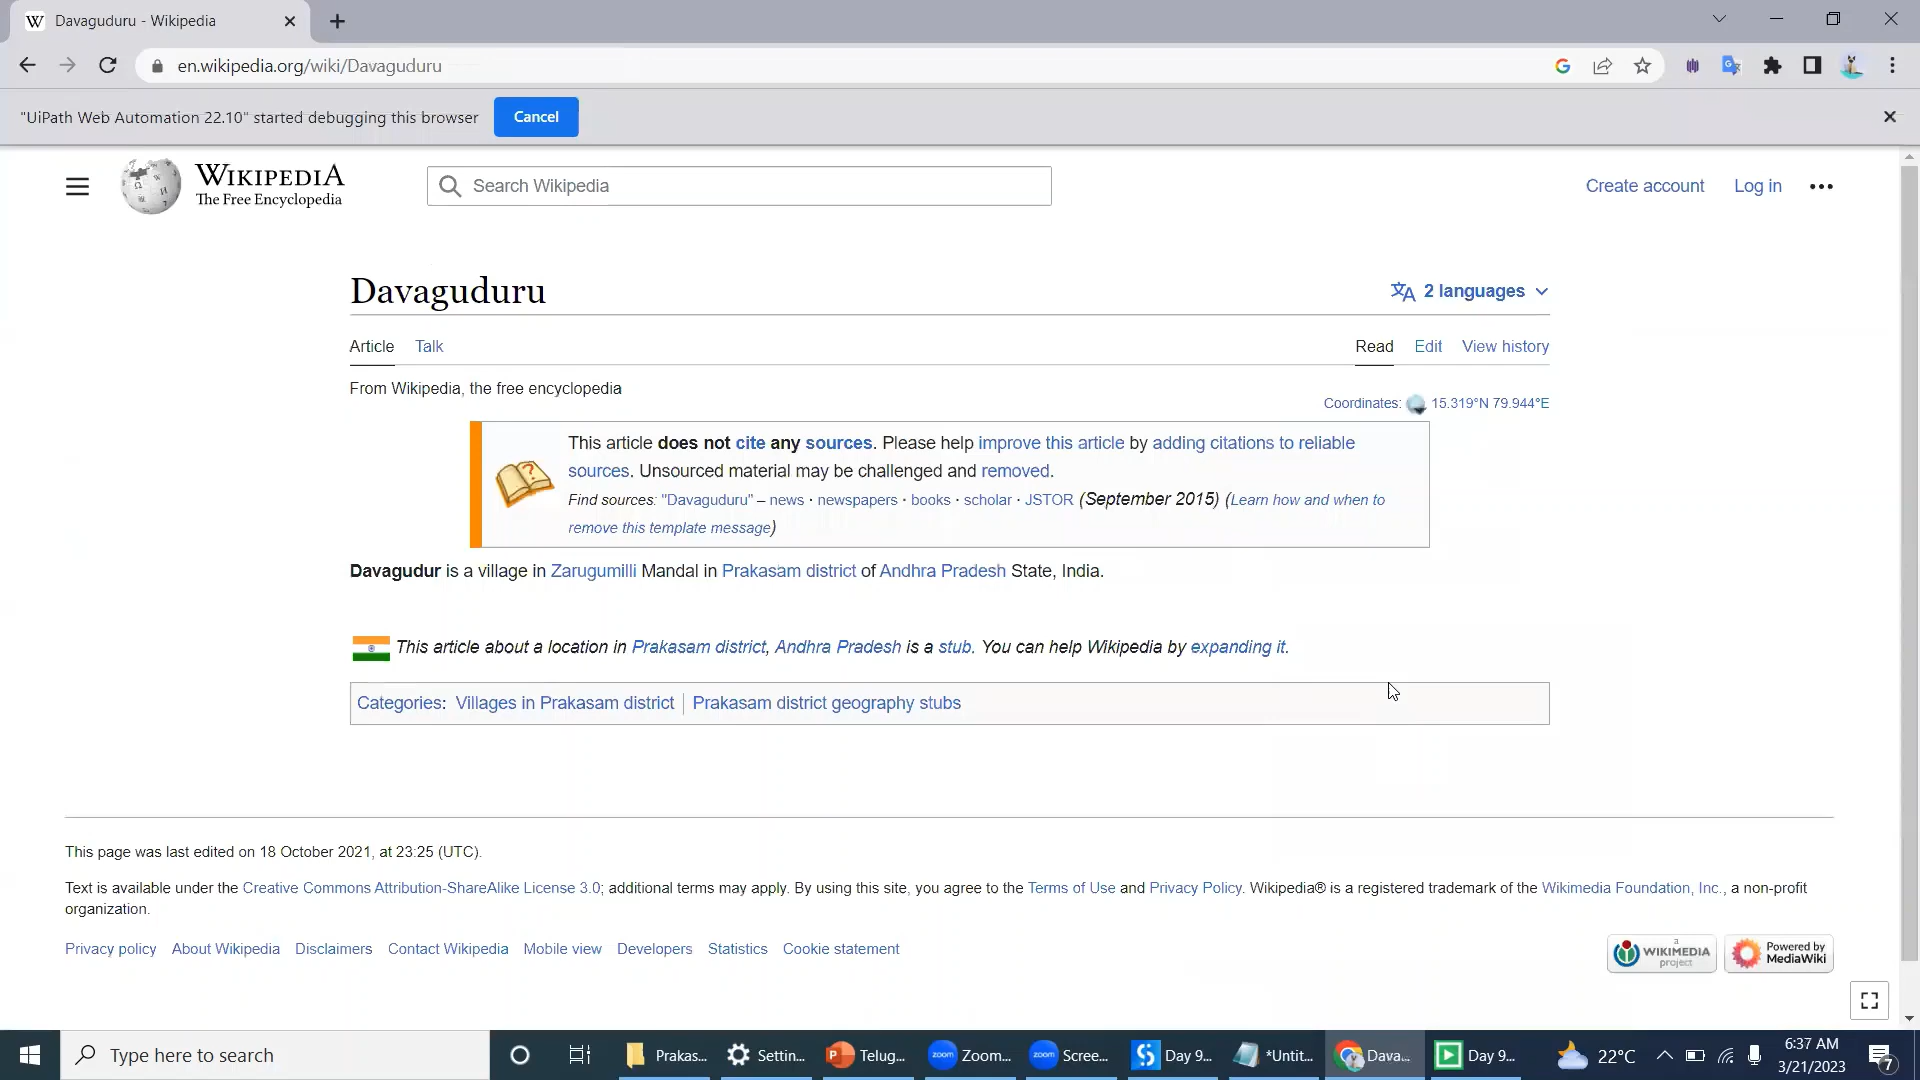 Davaguduru - Wikipedia
en.wikipedia.org/wiki/Davaguduru
"UiPath Web Automation 22.10" started debugging this browser Cancel
WIKIPEDIA
The Free Encyclopedia
Search Wikipedia
Create account Log in
Davaguduru
2 languages
Article Talk
Read Edit View history
From Wikipedia, the free encyclopedia
Coordinates: 15.319°N 79.944°E
This article does not cite any sources. Please help improve this article by adding citations to reliable
sources. Unsourced material may be challenged and removed.
Find sources: "Davaguduru" – news · newspapers · books · scholar · JSTOR (September 2015) (Learn how and when to
remove this template message)
Davagudur is a village in Zarugumilli Mandal in Prakasam district of Andhra Pradesh State, India.
This article about a location in Prakasam district, Andhra Pradesh is a stub. You can help Wikipedia by expanding it.
Categories: Villages in Prakasam district | Prakasam district geography stubs
This page was last edited on 18 October 2021, at 23:25 (UTC).
Text is available under the Creative Commons Attribution-ShareAlike License 3.0; additional terms may apply. By using this site, you agree to the Terms of Use and Privacy Policy. Wikipedia® is a registered trademark of the Wikimedia Foundation, Inc., a non-profit
organization.
Privacy policy About Wikipedia Disclaimers Contact Wikipedia Mobile view Developers Statistics Cookie statement
a
WIKIMEDIA
project
Powered by
MediaWiki
Type here to search
Prakas... Settin... Telug... Zoom... Scree... Day 9... *Untit... Dava... Day 9...
22°C
6:37 AM
3/21/2023
7